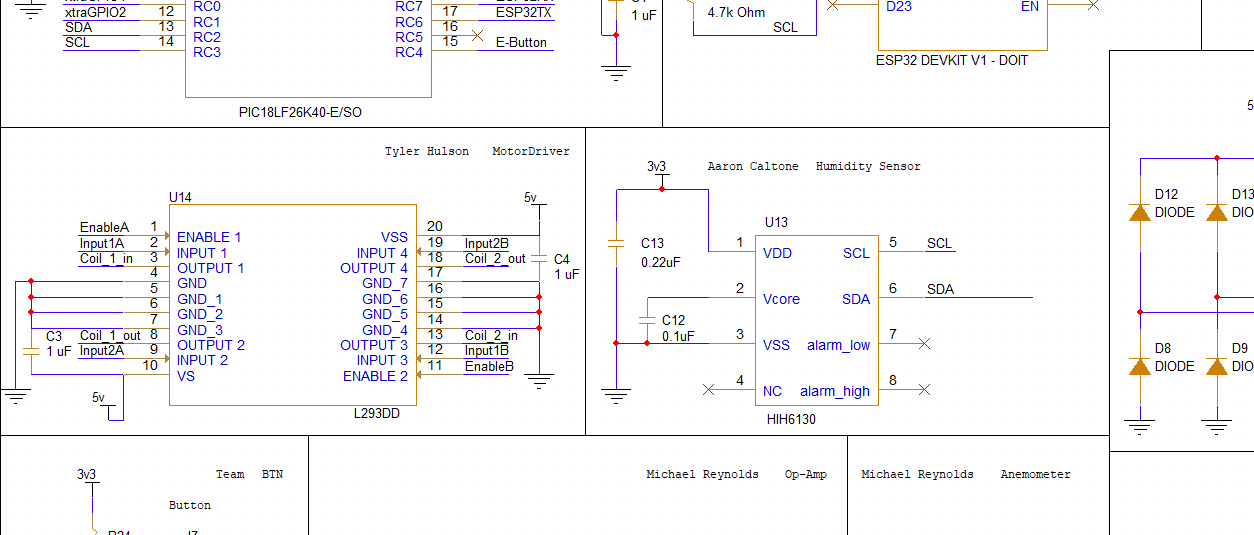 xtraGPIO2 12 RC0 RC7 17 ESP32TX
SDA 13 RC1 RC6 16
SCL 14 RC2 RC5 15 E-Button
RC3 RC4
PIC18LF26K40-E/SO
1 uF
4.7k Ohm
SCL
D23 EN
ESP32 DEVKIT V1 - DOIT
Tyler Hulson MotorDriver
U14
5v
EnableA 1 ENABLE 1 VSS 20
Input1A 2 INPUT 1 INPUT 4 19 Input2B
Coil_1_in 3 OUTPUT 1 OUTPUT 4 18 Coil_2_out
4 GND GND_7 17
5 GND_1 GND_6 16
6 GND_2 GND_5 15
7 GND_3 GND_4 14
Coil_1_out 8 OUTPUT 2 OUTPUT 3 13 Coil_2_in
Input2A 9 INPUT 2 INPUT 3 12 Input1B
10 VS ENABLE 2 11 EnableB
C4
1 uF
C3
1 uF
5v
L293DD
Aaron Caltone Humidity Sensor
3v3
U13
C13
0.22uF
C12
0.1uF
1 VDD SCL 5 SCL
2 Vcore SDA 6 SDA
3 VSS alarm_low 7
4 NC alarm_high 8
HIH6130
D12
DIODE
D13
D8
DIODE
D9
DIODE
Team BTN
3v3
Button
Michael Reynolds Op-Amp
Michael Reynolds Anemometer